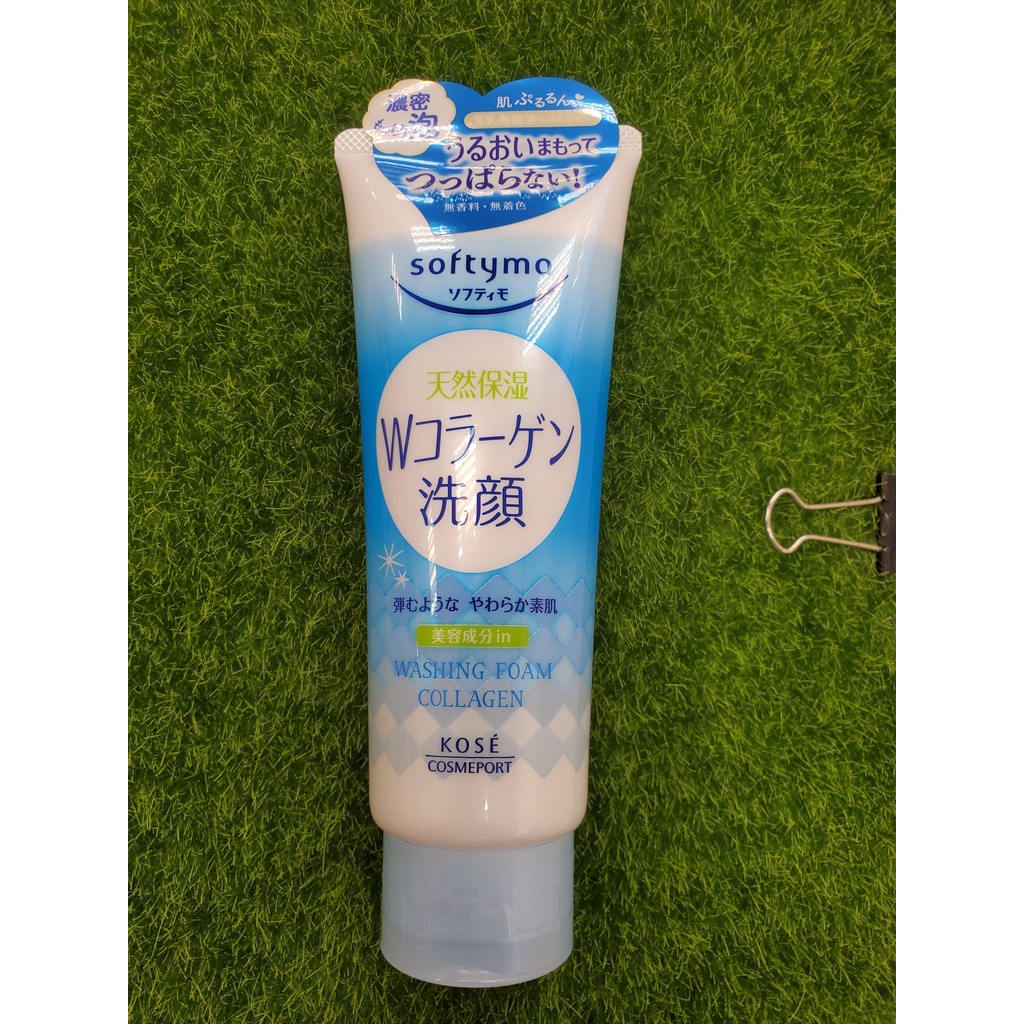 濃密
泡
肌ぷるるん♥
うるおいまもって
つっぱらない!
無香料・無着色
softymo
ソフティモ
天然保湿
Wコラーゲン
洗顔
弾むような やわらか素肌
美容成分in
WASHING FOAM
COLLAGEN
KOSÉ
COSMEPORT